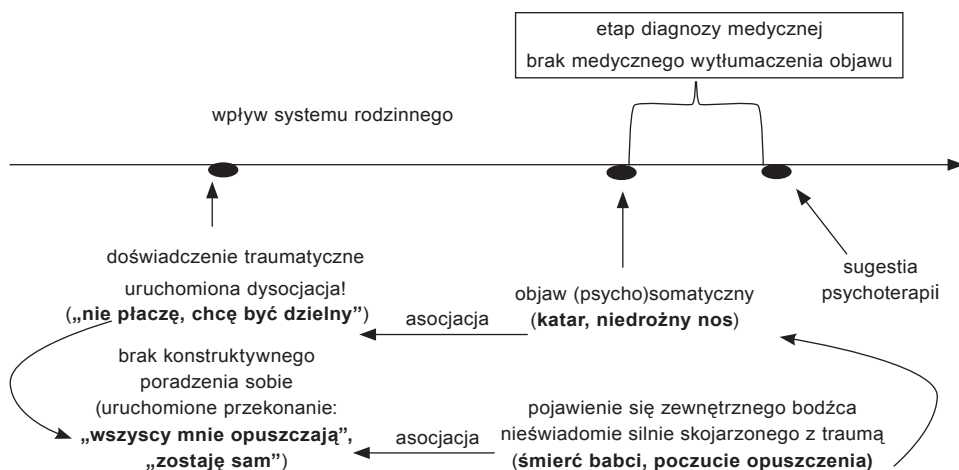 etap diagnozy medycznej
brak medycznego wytłumaczenia objawu
wpływ systemu rodzinnego
doświadczenie traumatyczne
uruchomiona dysocjacja!
(„nie płaczę, chcę być dzielny”)
asocjacja
objaw (psycho)somatyczny
(katar, niedrożny nos)
sugestia
psychoterapii
brak konstruktywnego
poradzenia sobie
(uruchomione przekonanie:
„wszyscy mnie opuszczają”,
„zostaję sam”)
asocjacja
pojawienie się zewnętrznego bodźca
nieświadomie silnie skojarzonego z traumą
(śmierć babci, poczucie opuszczenia)